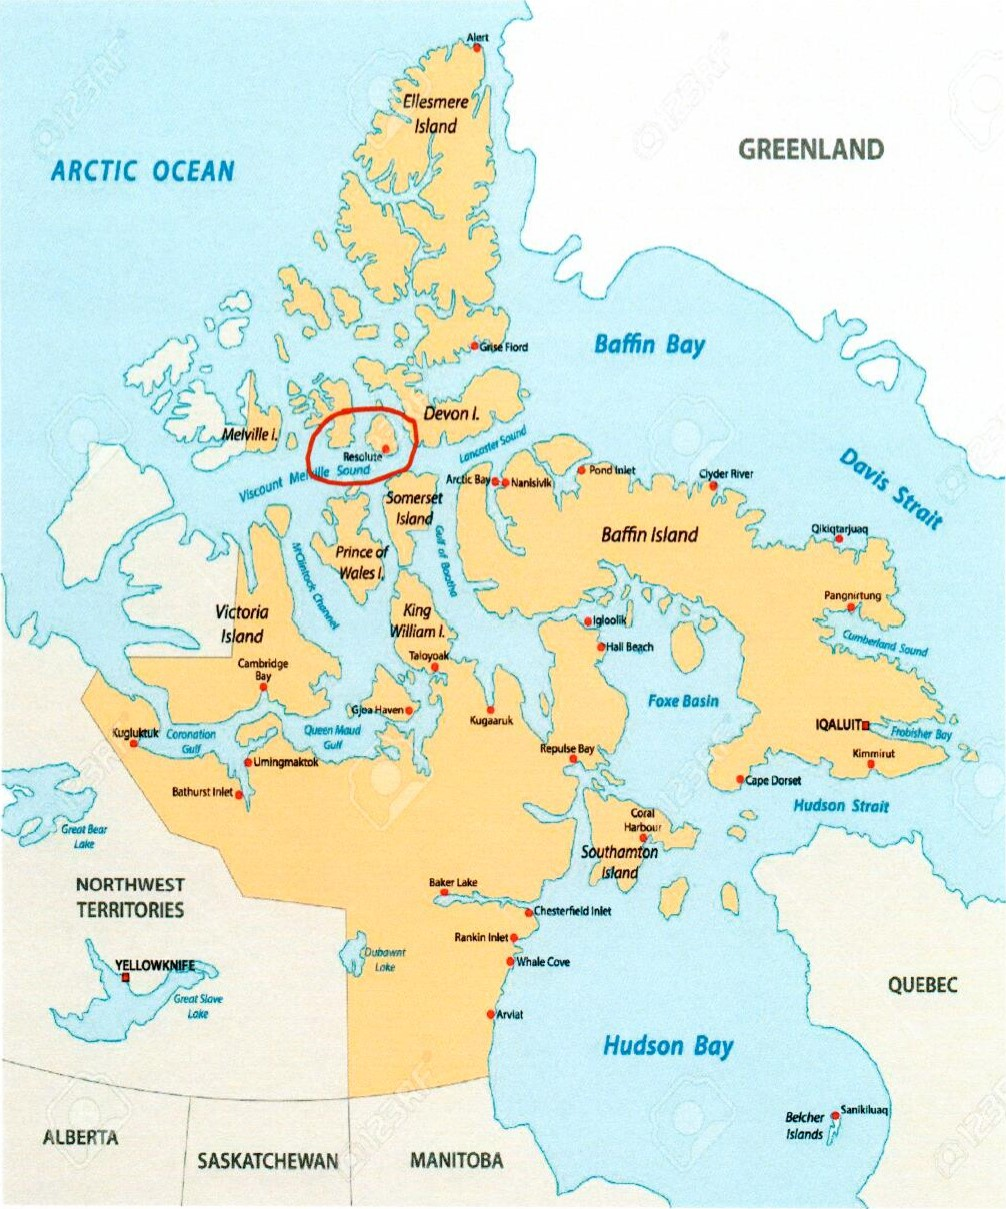 Alert
Ellesmere
Island
GREENLAND
ARCTIC OCEAN
Grise Fiord
Baffin Bay
Devon I.
Melville I.
Resolute
Lancaster Sound
Viscount Melville Sound
Arctic Bay
Nanisivik
Pond Inlet
Clyder River
Davis Strait
Somerset
Island
Baffin Island
Qikiqtarjuaq
Prince of
Wales I.
M'Clintock Channel
Gulf of Bootha
Pangnirtung
Victoria
Island
King
William I.
Igloolik
Hall Beach
Cumberland Sound
Taloyoak
Cambridge
Bay
Gjoa Haven
Kugaaruk
Foxe Basin
IQALUIT
Frobisher Bay
Kugluktuk
Coronation
Gulf
Queen Maud
Gulf
Repulse Bay
Kimmirut
Umingmaktok
Bathurst Inlet
Cape Dorset
Hudson Strait
Great Bear
Lake
Coral
Harbour
Southamton
Island
NORTHWEST
TERRITORIES
Baker Lake
Chesterfield Inlet
Rankin Inlet
Whale Cove
Dubawnt
Lake
YELLOWKNIFE
Great Slave
Lake
QUEBEC
Arviat
Hudson Bay
Belcher
Islands
Sanikiluaq
ALBERTA
SASKATCHEWAN
MANITOBA
123RF